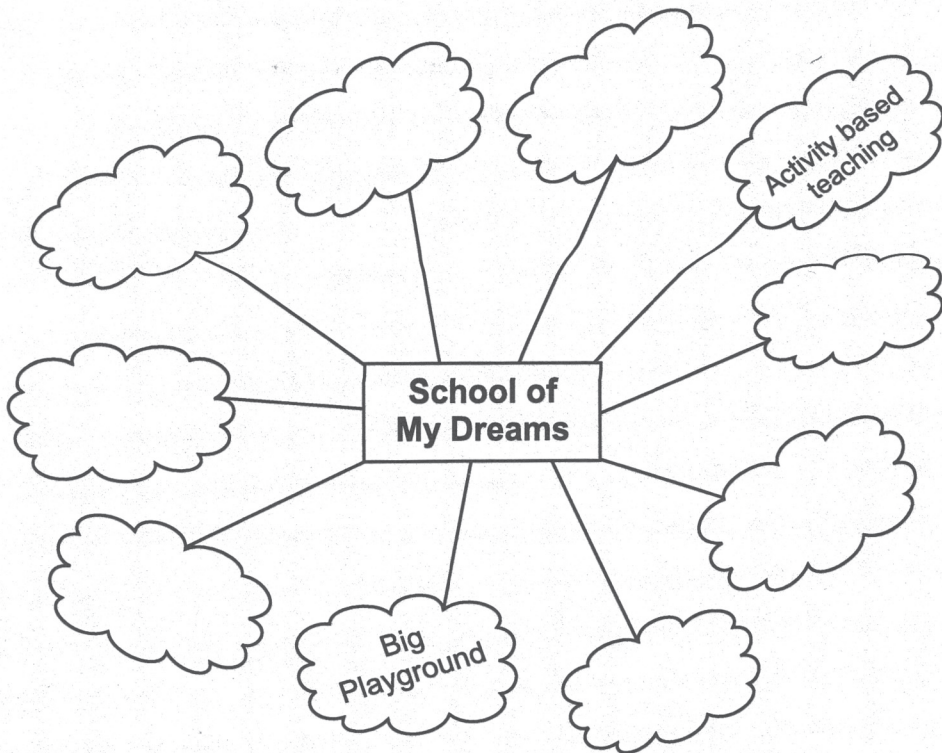 Activity based
teaching
School of
My Dreams
Big
Playground